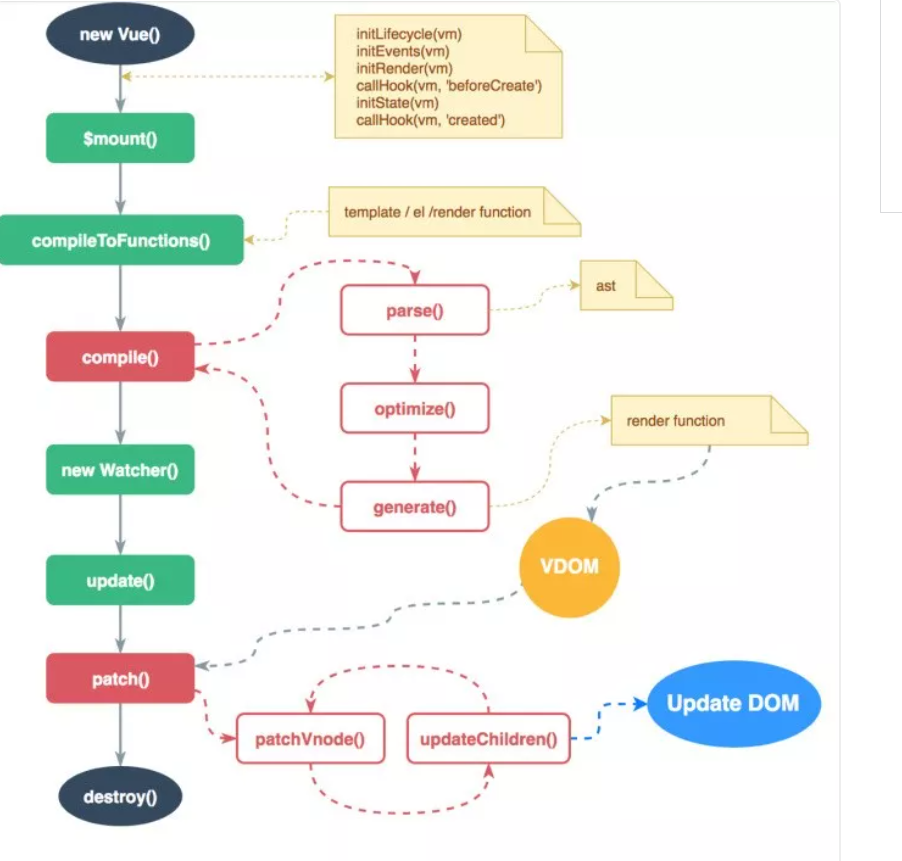 new Vue()
initLifecycle(vm)
initEvents(vm)
initRender(vm)
callHook(vm, 'beforeCreate')
initState(vm)
callHook(vm, 'created')
$mount()
template / el /render function
compileToFunctions()
ast
parse()
compile()
optimize()
render function
new Watcher()
generate()
VDOM
update()
patch()
Update DOM
patchVnode()
updateChildren()
destroy()